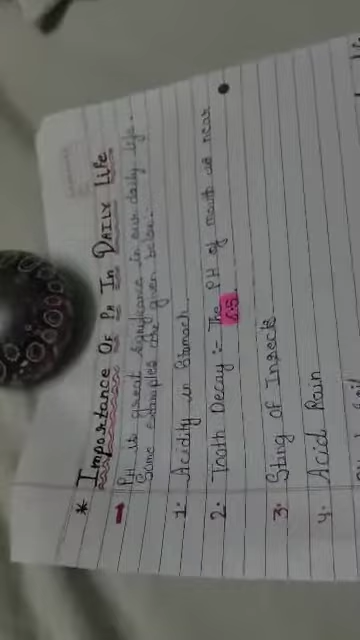 * Importance Of PH In Daily Life
→ PH is great significance in our daily life.
Some examples are given below:-
1. Acidity in Stomach.
2. Tooth Decay :- The PH of mouth is near
6.5
3. Sting of Insects
4. Acid Rain